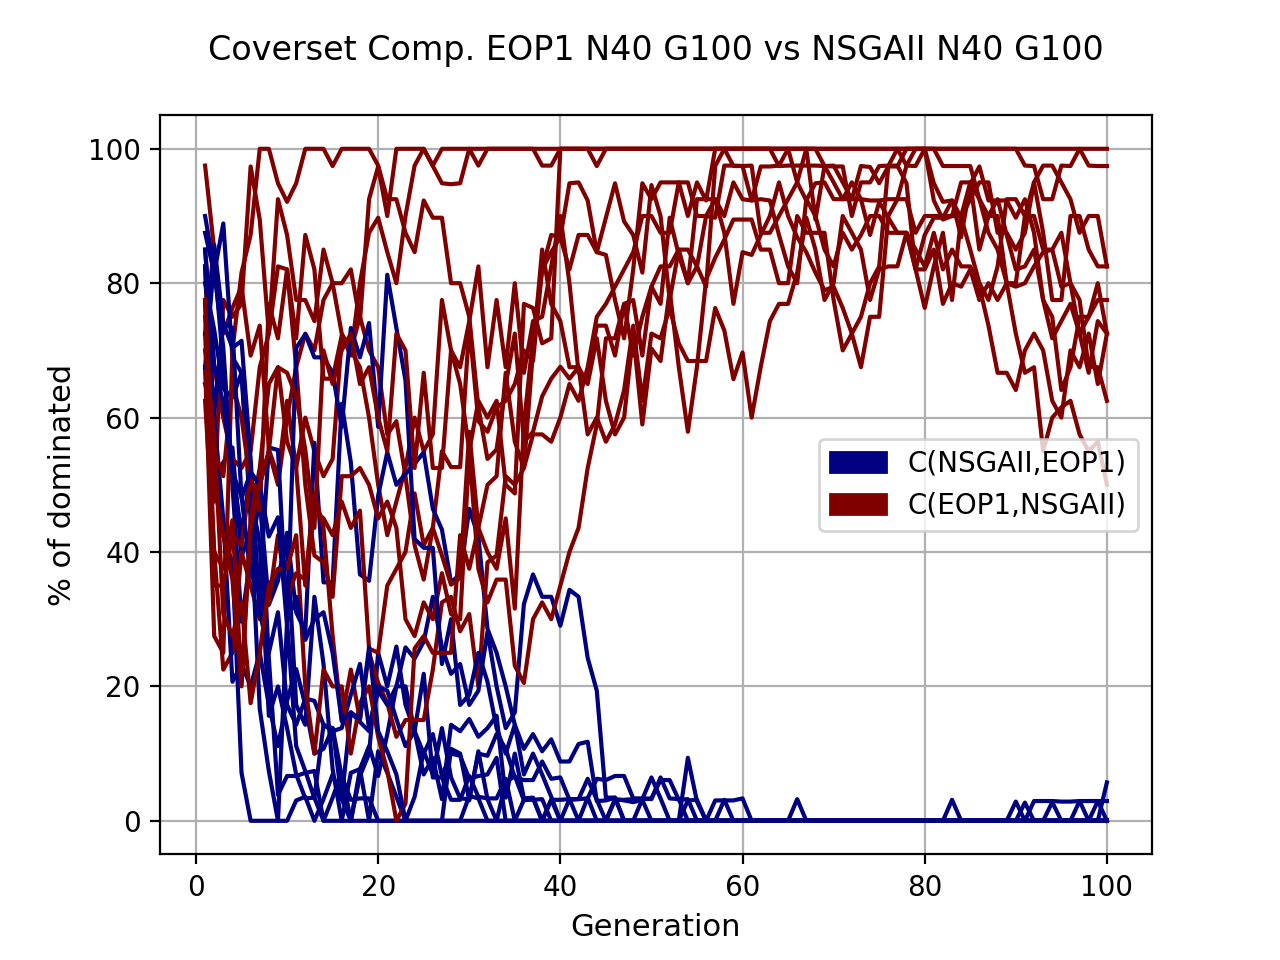 Coverset Comp. EOP1 N40 G100 vs NSGAII N40 G100
100
80
60
40
20
0
% of dominated
C(NSGAII,EOP1)
C(EOP1,NSGAII)
0 20 40 60 80 100
Generation